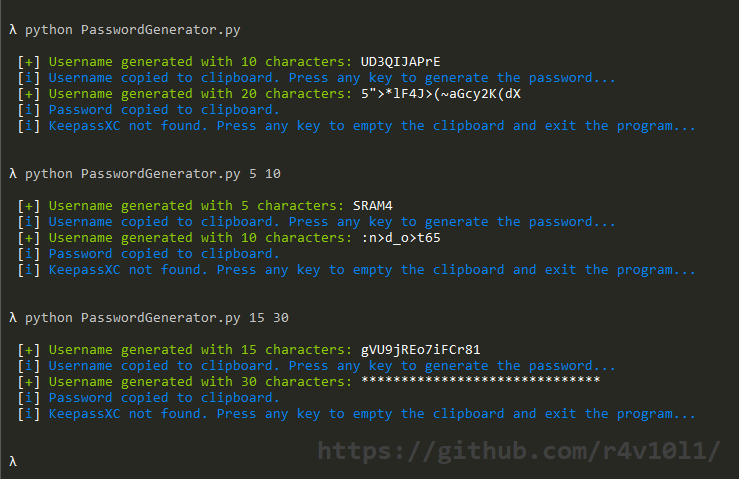 λ python PasswordGenerator.py
[+] Username generated with 10 characters: UD3QIJAPrE
[i] Username copied to clipboard. Press any key to generate the password...
[+] Username generated with 20 characters: 5">*lF4J>(~aGcy2K(dX
[i] Password copied to clipboard.
[i] KeepassXC not found. Press any key to empty the clipboard and exit the program...
λ python PasswordGenerator.py 5 10
[+] Username generated with 5 characters: SRAM4
[i] Username copied to clipboard. Press any key to generate the password...
[+] Username generated with 10 characters: :n>d_o>t65
[i] Password copied to clipboard.
[i] KeepassXC not found. Press any key to empty the clipboard and exit the program...
λ python PasswordGenerator.py 15 30
[+] Username generated with 15 characters: gVU9jREo7iFCr81
[i] Username copied to clipboard. Press any key to generate the password...
[+] Username generated with 30 characters: ******************************
[i] Password copied to clipboard.
[i] KeepassXC not found. Press any key to empty the clipboard and exit the program...
https://github.com/r4v10l1/
λ